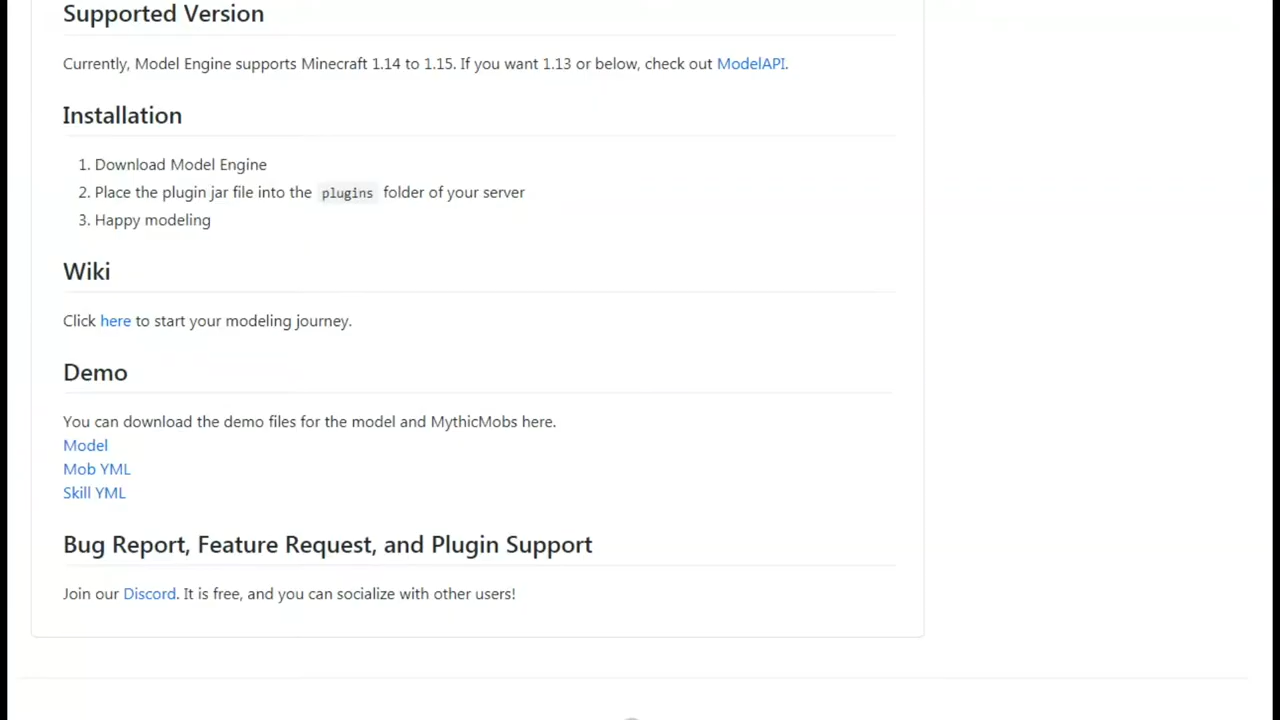 Supported Version
Currently, Model Engine supports Minecraft 1.14 to 1.15. If you want 1.13 or below, check out ModelAPI.
Installation
1. Download Model Engine
2. Place the plugin jar file into the plugins folder of your server
3. Happy modeling
Wiki
Click here to start your modeling journey.
Demo
You can download the demo files for the model and MythicMobs here.
Model
Mob YML
Skill YML
Bug Report, Feature Request, and Plugin Support
Join our Discord. It is free, and you can socialize with other users!